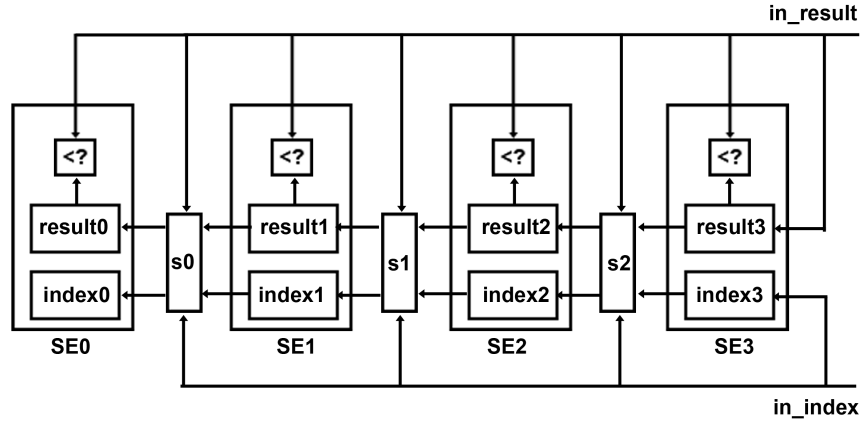 in_result
<? <? <? <?
result0 result1 result2 result3
s0 s1 s2
index0 index1 index2 index3
SE0 SE1 SE2 SE3
in_index